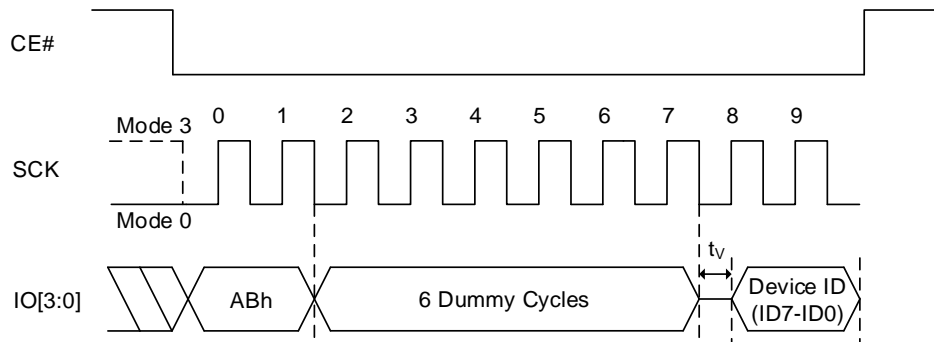 CE#
0 1 2 3 4 5 6 7 8 9
Mode 3
SCK
Mode 0
tV
IO[3:0]
ABh
6 Dummy Cycles
Device ID
(ID7-ID0)